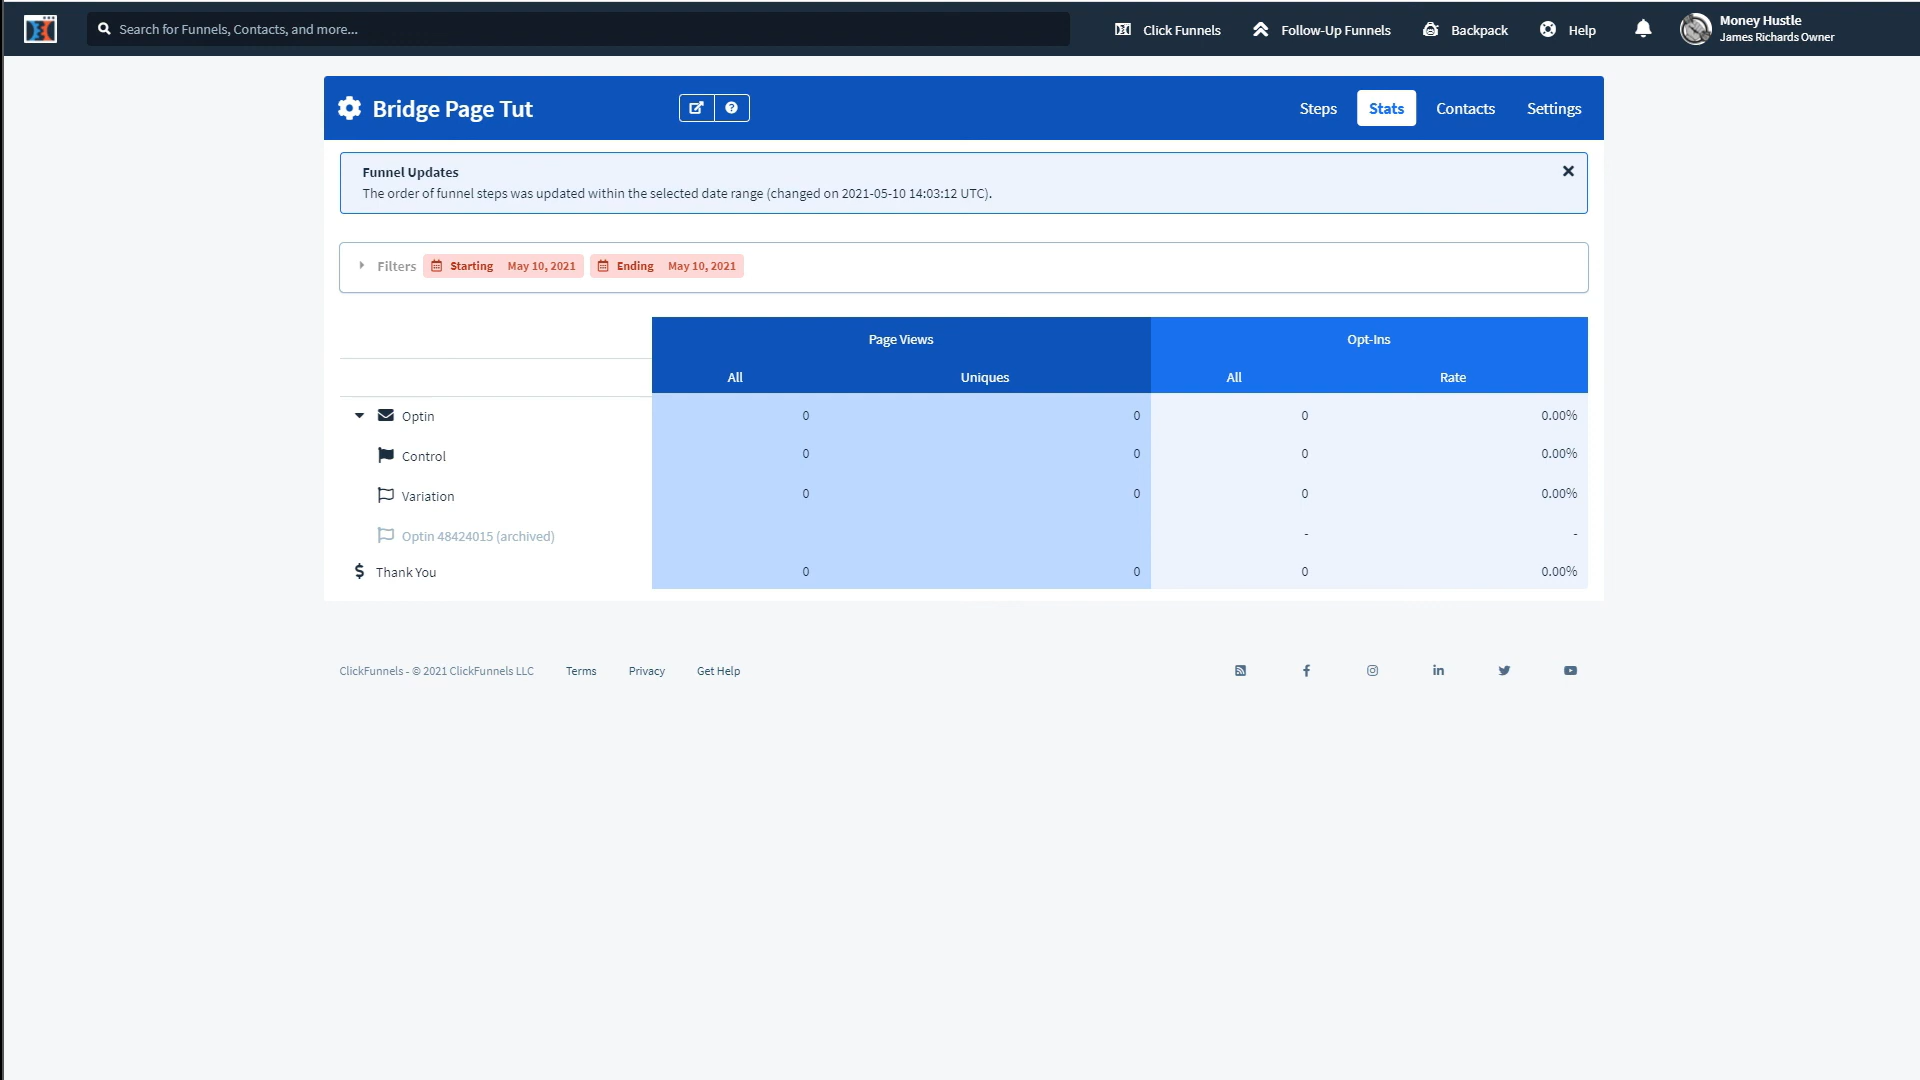 Search for Funnels, Contacts, and more...
Click Funnels
Follow-Up Funnels
Backpack
Help
Money Hustle
James Richards Owner
Bridge Page Tut
Steps
Stats
Contacts
Settings
Funnel Updates
The order of funnel steps was updated within the selected date range (changed on 2021-05-10 14:03:12 UTC).
Filters
Starting May 10, 2021
Ending May 10, 2021
Page Views
Opt-Ins
All
Uniques
All
Rate
Optin 0 0 0 0.00%
Control 0 0 0 0.00%
Variation 0 0 0 0.00%
Optin 48424015 (archived) - -
Thank You 0 0 0 0.00%
ClickFunnels - © 2021 ClickFunnels LLC
Terms
Privacy
Get Help